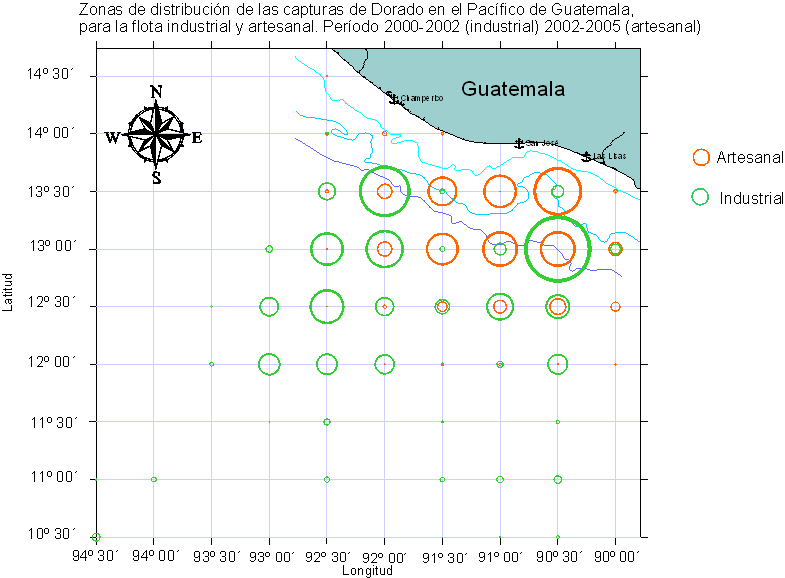 Zonas de distribución de las capturas de Dorado en el Pacífico de Guatemala,
para la flota industrial y artesanal. Período 2000-2002 (industrial) 2002-2005 (artesanal)
14º 30´
14º 00´
13º 30´
13º 00´
12º 30´
12º 00´
11º 30´
11º 00´
10º 30´
Latitud
N
W
E
S
Guatemala
Champerico
San José
Las Lisas
Artesanal
Industrial
94º 30´
94º 00´
93º 30´
93º 00´
92º 30´
92º 00´
91º 30´
91º 00´
90º 30´
90º 00´
Longitud